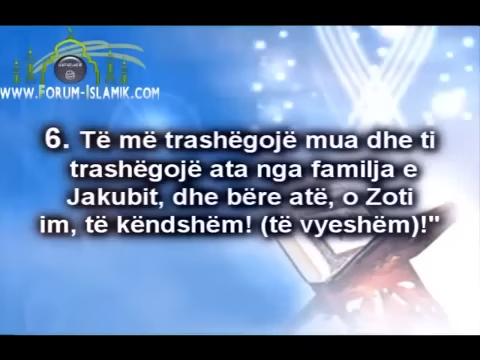 www.Forum-Islamik.com
6. Të më trashëgojë mua dhe ti
trashëgojë ata nga familja e
Jakubit, dhe bëre atë, o Zoti
im, të këndshëm! (të vyeshëm)!"